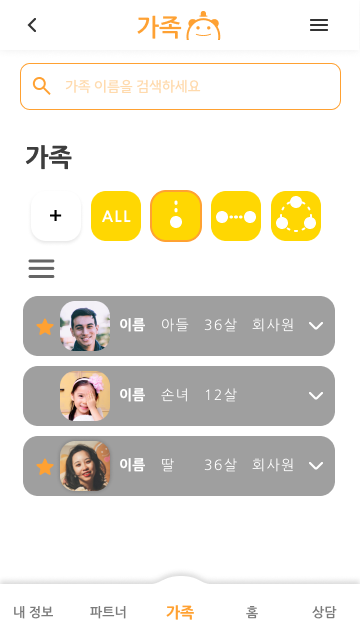 가족
가족 이름을 검색하세요
가족
+ ALL
이름 아들 36살 회사원
이름 손녀 12살
이름 딸 36살 회사원
내 정보 파트너 가족 홈 상담